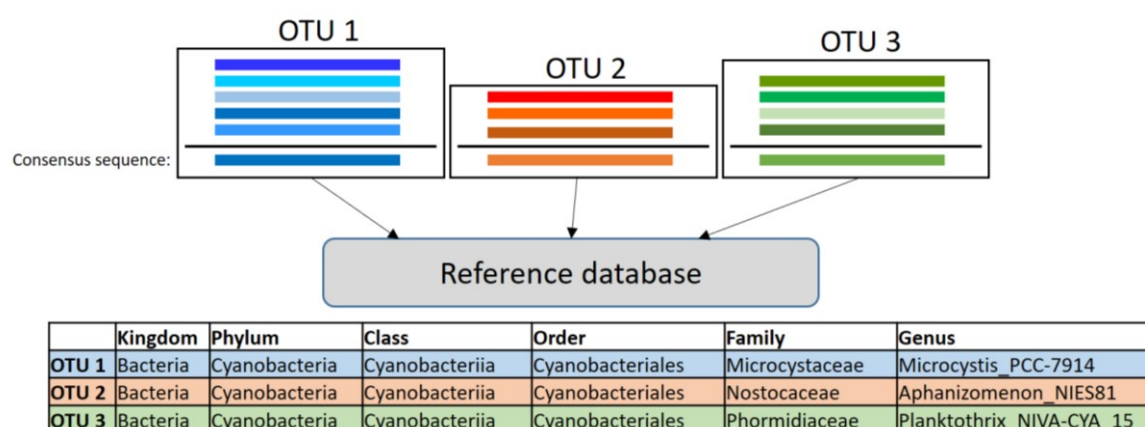 OTU 1
OTU 2
OTU 3
Consensus sequence:
Reference database
Kingdom Phylum Class Order Family Genus
OTU 1 Bacteria Cyanobacteria Cyanobacteriia Cyanobacteriales Microcystaceae Microcystis_PCC-7914
OTU 2 Bacteria Cyanobacteria Cyanobacteriia Cyanobacteriales Nostocaceae Aphanizomenon_NIES81
OTU 3 Bacteria Cyanobacteria Cyanobacteriia Cyanobacteriales Phormidiaceae Planktothrix_NIVA-CYA_15